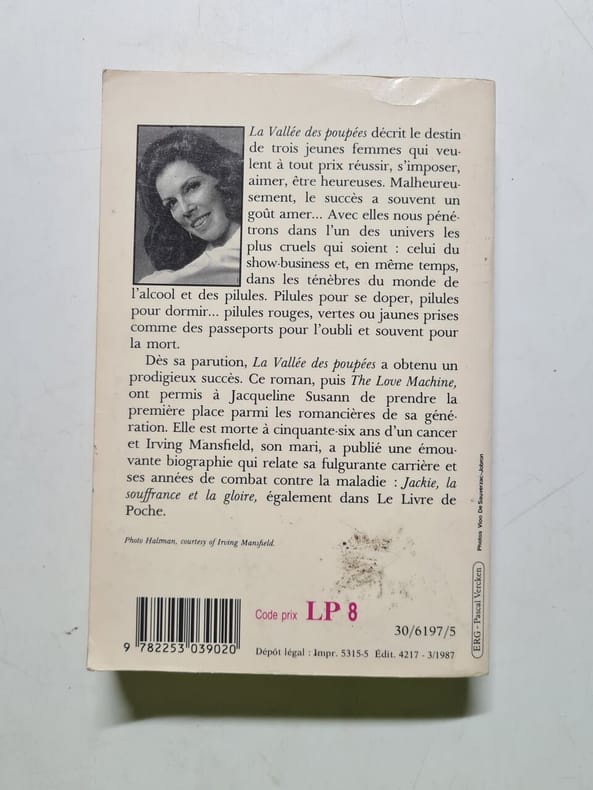 La Vallée des poupées décrit le destin
de trois jeunes femmes qui veu-
lent à tout prix réussir, s'imposer,
aimer, être heureuses. Malheureu-
sement, le succès a souvent un
goût amer... Avec elles nous péné-
trons dans l'un des univers les
plus cruels qui soient : celui du
show-business et, en même temps,
dans les ténèbres du monde de
l'alcool et des pilules. Pilules pour se doper, pilules
pour dormir... pilules rouges, vertes ou jaunes prises
comme des passeports pour l'oubli et souvent pour
la mort.
Dès sa parution, La Vallée des poupées a obtenu un
prodigieux succès. Ce roman, puis The Love Machine,
ont permis à Jacqueline Susann de prendre la
première place parmi les romancières de sa géné-
ration. Elle est morte à cinquante-six ans d'un cancer
et Irving Mansfield, son mari, a publié une émou-
vante biographie qui relate sa fulgurante carrière et
ses années de combat contre la maladie : Jackie, la
souffrance et la gloire, également dans Le Livre de
Poche.
Photo Halsman, courtesy of Irving Mansfield.
Photos Vloo De Sauverzac-Jobron
ERG - Pascal Vercken
Code prix LP 8
30/6197/5
9 782253 039020
Dépôt légal : Impr. 5315-5 Édit. 4217 - 3/1987